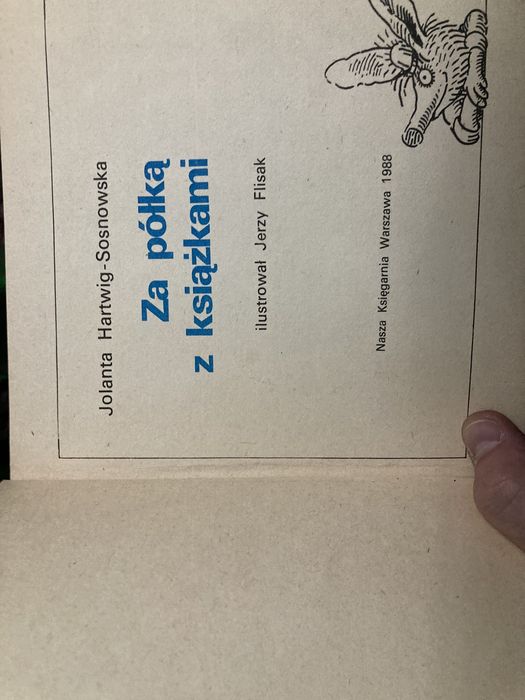 Jolanta Hartwig-Sosnowska
Za półką
z książkami
ilustrował Jerzy Flisak
Nasza Księgarnia Warszawa 1988